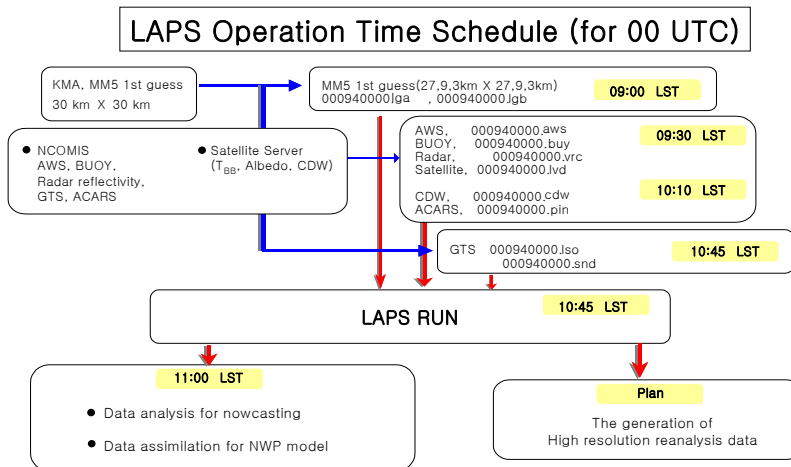 LAPS Operation Time Schedule (for 00 UTC)
KMA, MM5 1st guess
30 km X 30 km
MM5 1st guess(27,9,3km X 27,9,3km)
000940000.lga , 000940000.lgb
09:00 LST
● NCOMIS
AWS, BUOY,
Radar reflectivity,
GTS, ACARS
● Satellite Server
(TBB, Albedo, CDW)
AWS, 000940000.aws
BUOY, 000940000.buy
Radar, 000940000.vrc
Satellite, 000940000.lvd
09:30 LST
CDW, 000940000.cdw
ACARS, 000940000.pin
10:10 LST
GTS 000940000.lso
000940000.snd
10:45 LST
LAPS RUN
10:45 LST
11:00 LST
● Data analysis for nowcasting
● Data assimilation for NWP model
Plan
The generation of
High resolution reanalysis data